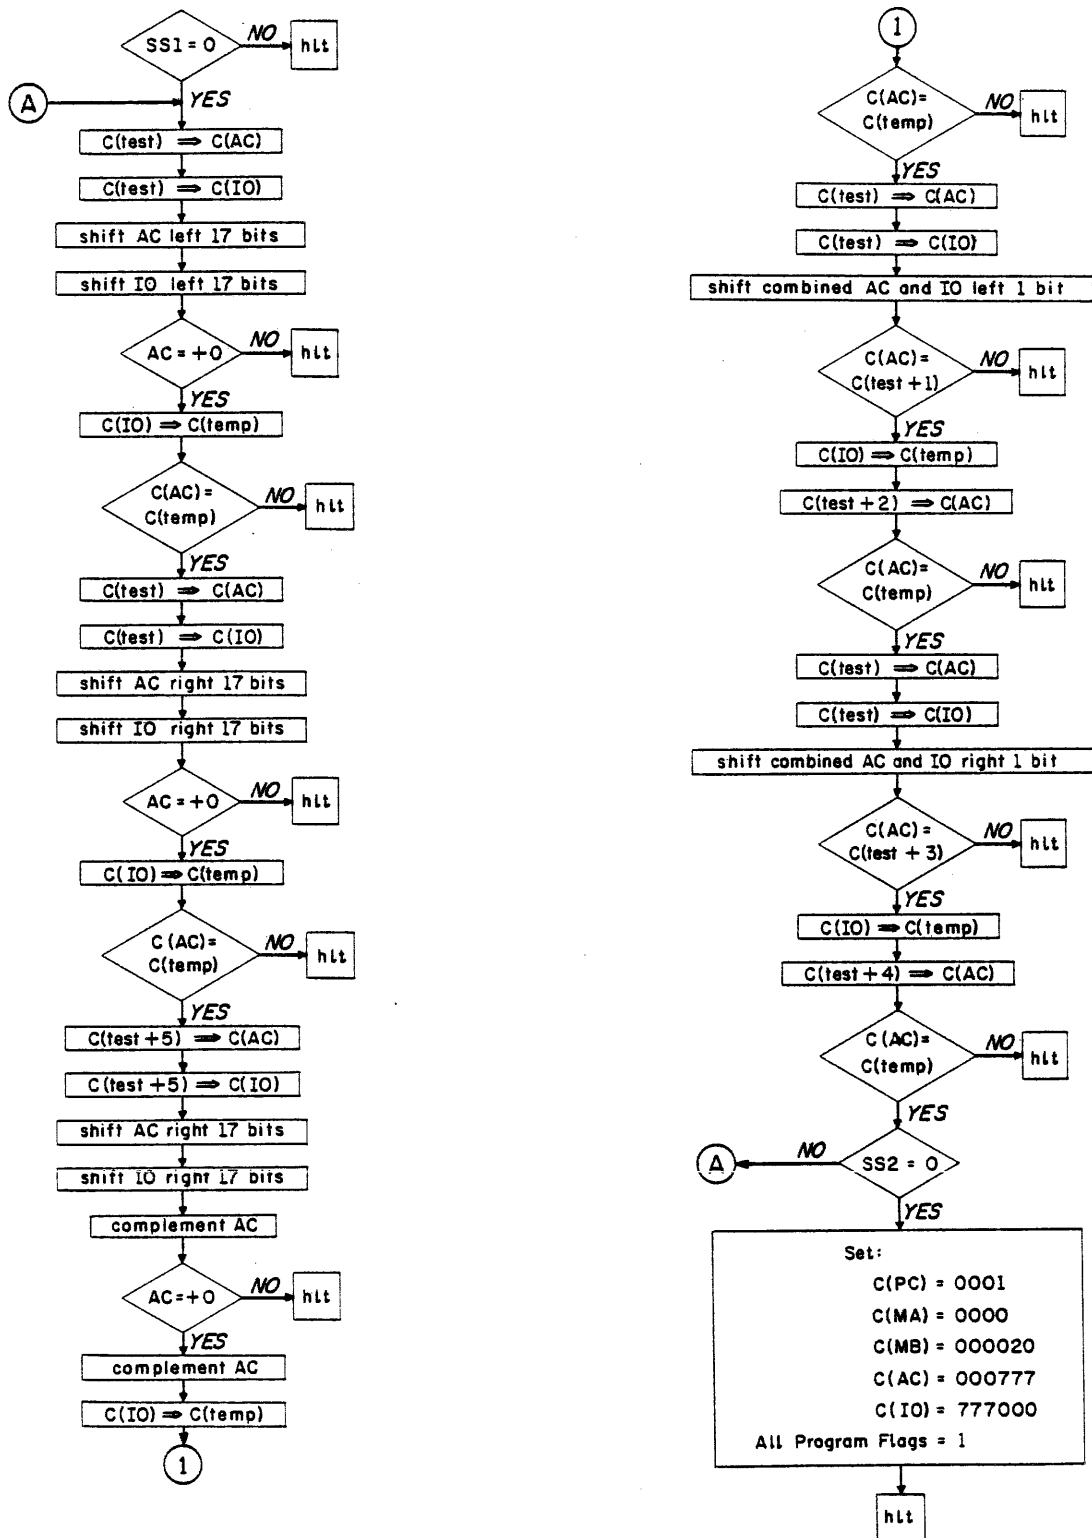 SS1 = 0
NO
hlt
A
YES
C(test) ⇒ C(AC)
C(test) ⇒ C(IO)
shift AC left 17 bits
shift IO left 17 bits
AC = +0
NO
hlt
YES
C(IO) ⇒ C(temp)
C(AC) =
C(temp)
NO
hlt
YES
C(test) ⇒ C(AC)
C(test) ⇒ C(IO)
shift AC right 17 bits
shift IO right 17 bits
AC = +0
NO
hlt
YES
C(IO) ⇒ C(temp)
C(AC) =
C(temp)
NO
hlt
YES
C(test + 5) ⇒ C(AC)
C(test + 5) ⇒ C(IO)
shift AC right 17 bits
shift IO right 17 bits
complement AC
AC = +0
NO
hlt
YES
complement AC
C(IO) ⇒ C(temp)
1
1
C(AC) =
C(temp)
NO
hlt
YES
C(test) ⇒ C(AC)
C(test) ⇒ C(IO)
shift combined AC and IO left 1 bit
C(AC) =
C(test + 1)
NO
hlt
YES
C(IO) ⇒ C(temp)
C(test + 2) ⇒ C(AC)
C(AC) =
C(temp)
NO
hlt
YES
C(test) ⇒ C(AC)
C(test) ⇒ C(IO)
shift combined AC and IO right 1 bit
C(AC) =
C(test + 3)
NO
hlt
YES
C(IO) ⇒ C(temp)
C(test + 4) ⇒ C(AC)
C(AC) =
C(temp)
NO
hlt
YES
A
NO
SS2 = 0
YES
Set:
C(PC) = 0001
C(MA) = 0000
C(MB) = 000020
C(AC) = 000777
C(IO) = 777000
All Program Flags = 1
hlt